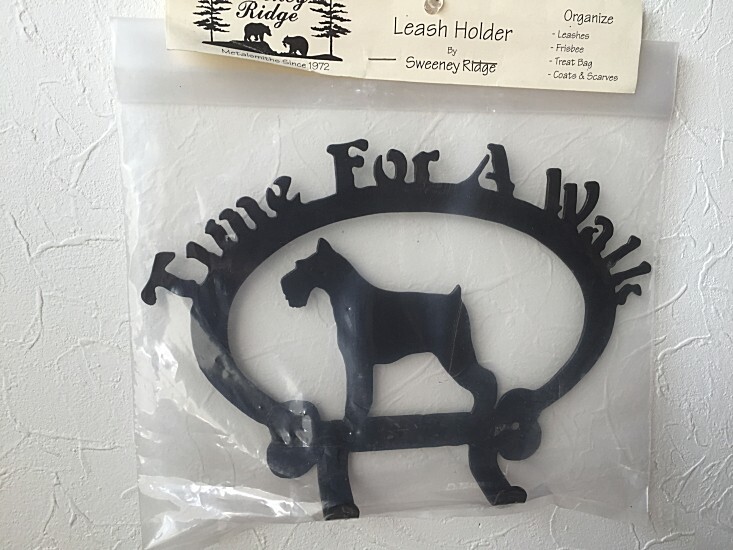 Ridge
Metalsmiths Since 1972
Leash Holder
By
Sweeney Ridge
Organize
- Leashes
- Frisbee
- Treat Bag
- Coats & Scarves
Time For A Walk